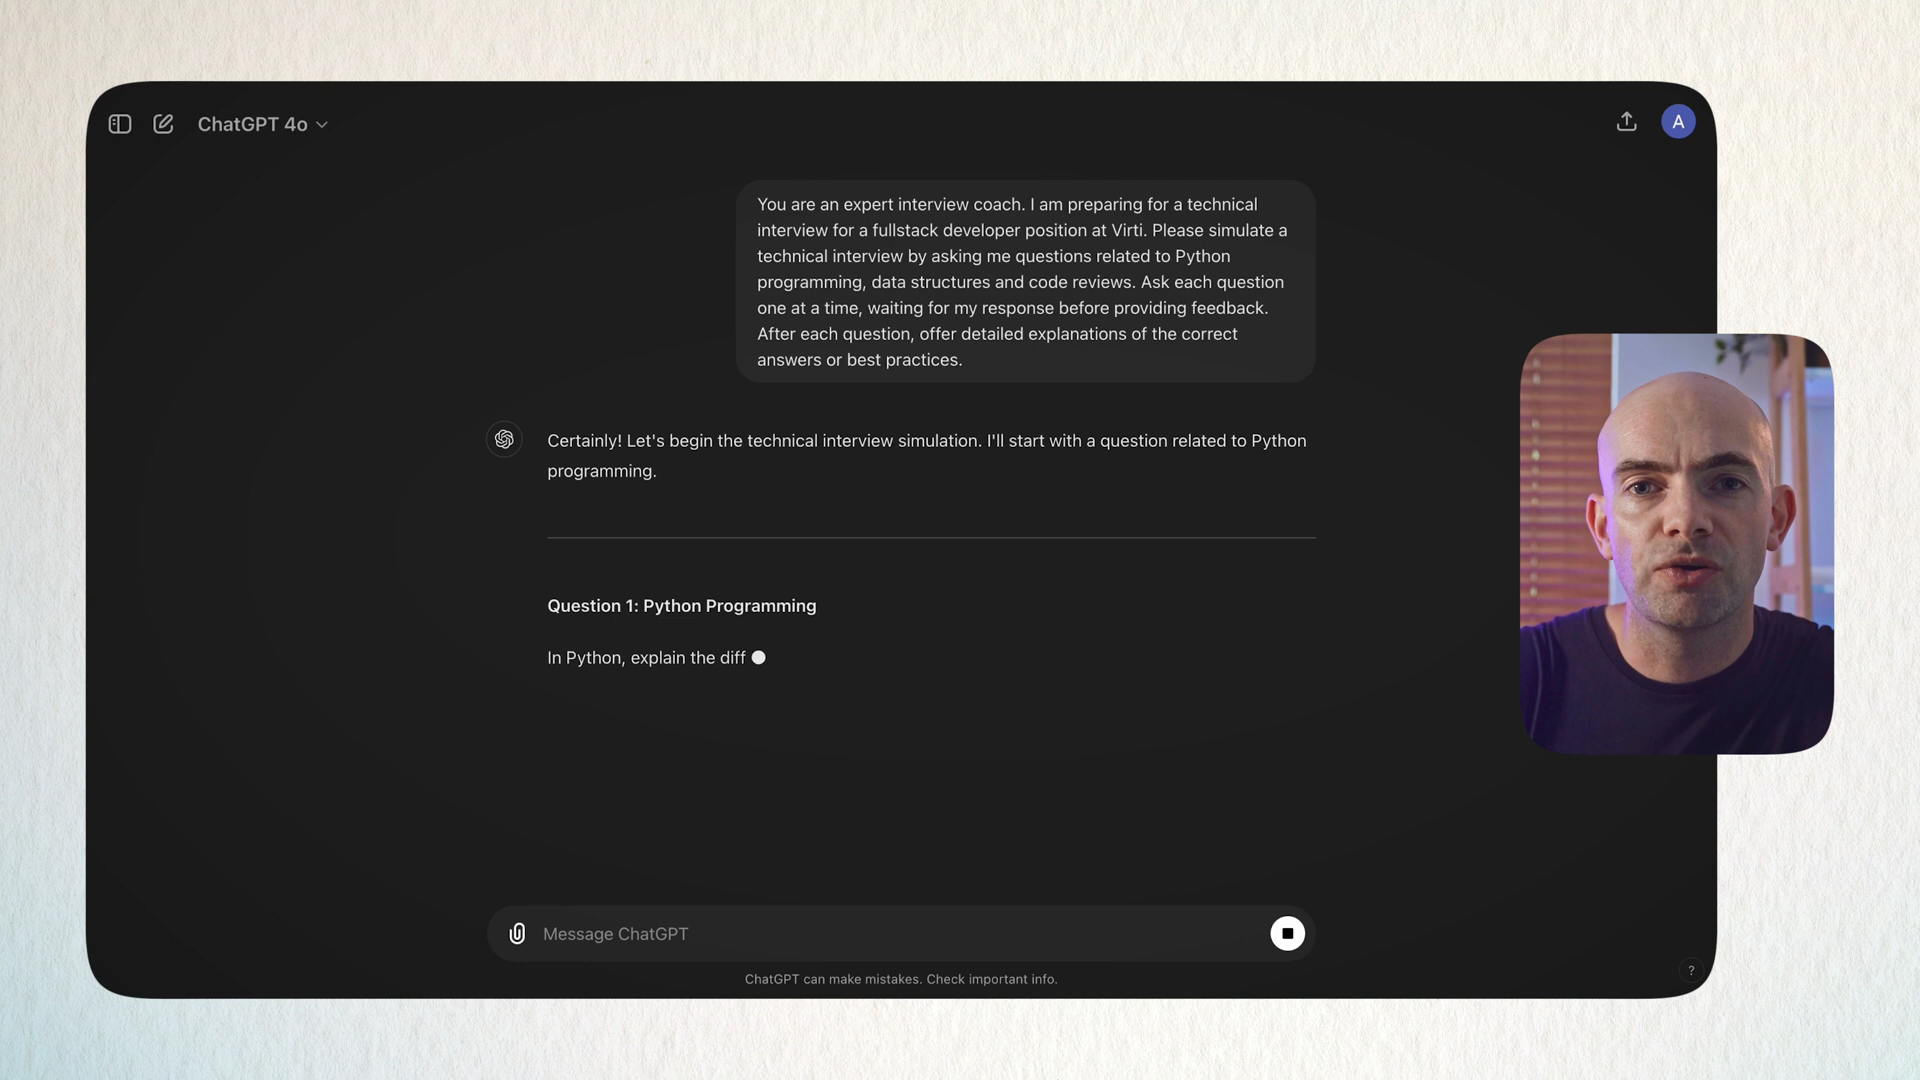 ChatGPT 4o
A
You are an expert interview coach. I am preparing for a technical
interview for a fullstack developer position at Virti. Please simulate a
technical interview by asking me questions related to Python
programming, data structures and code reviews. Ask each question
one at a time, waiting for my response before providing feedback.
After each question, offer detailed explanations of the correct
answers or best practices.
Certainly! Let's begin the technical interview simulation. I'll start with a question related to Python
programming.
Question 1: Python Programming
In Python, explain the diff
Message ChatGPT
ChatGPT can make mistakes. Check important info.
?